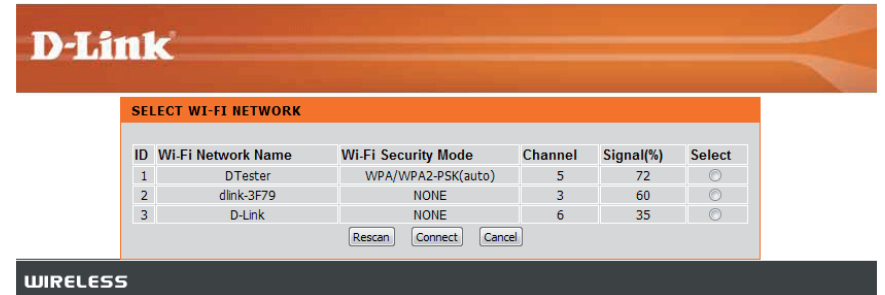 D-Link
SELECT WI-FI NETWORK
ID Wi-Fi Network Name Wi-Fi Security Mode Channel Signal(%) Select
1 DTester WPA/WPA2-PSK(auto) 5 72
2 dlink-3F79 NONE 3 60
3 D-Link NONE 6 35
Rescan Connect Cancel
WIRELESS